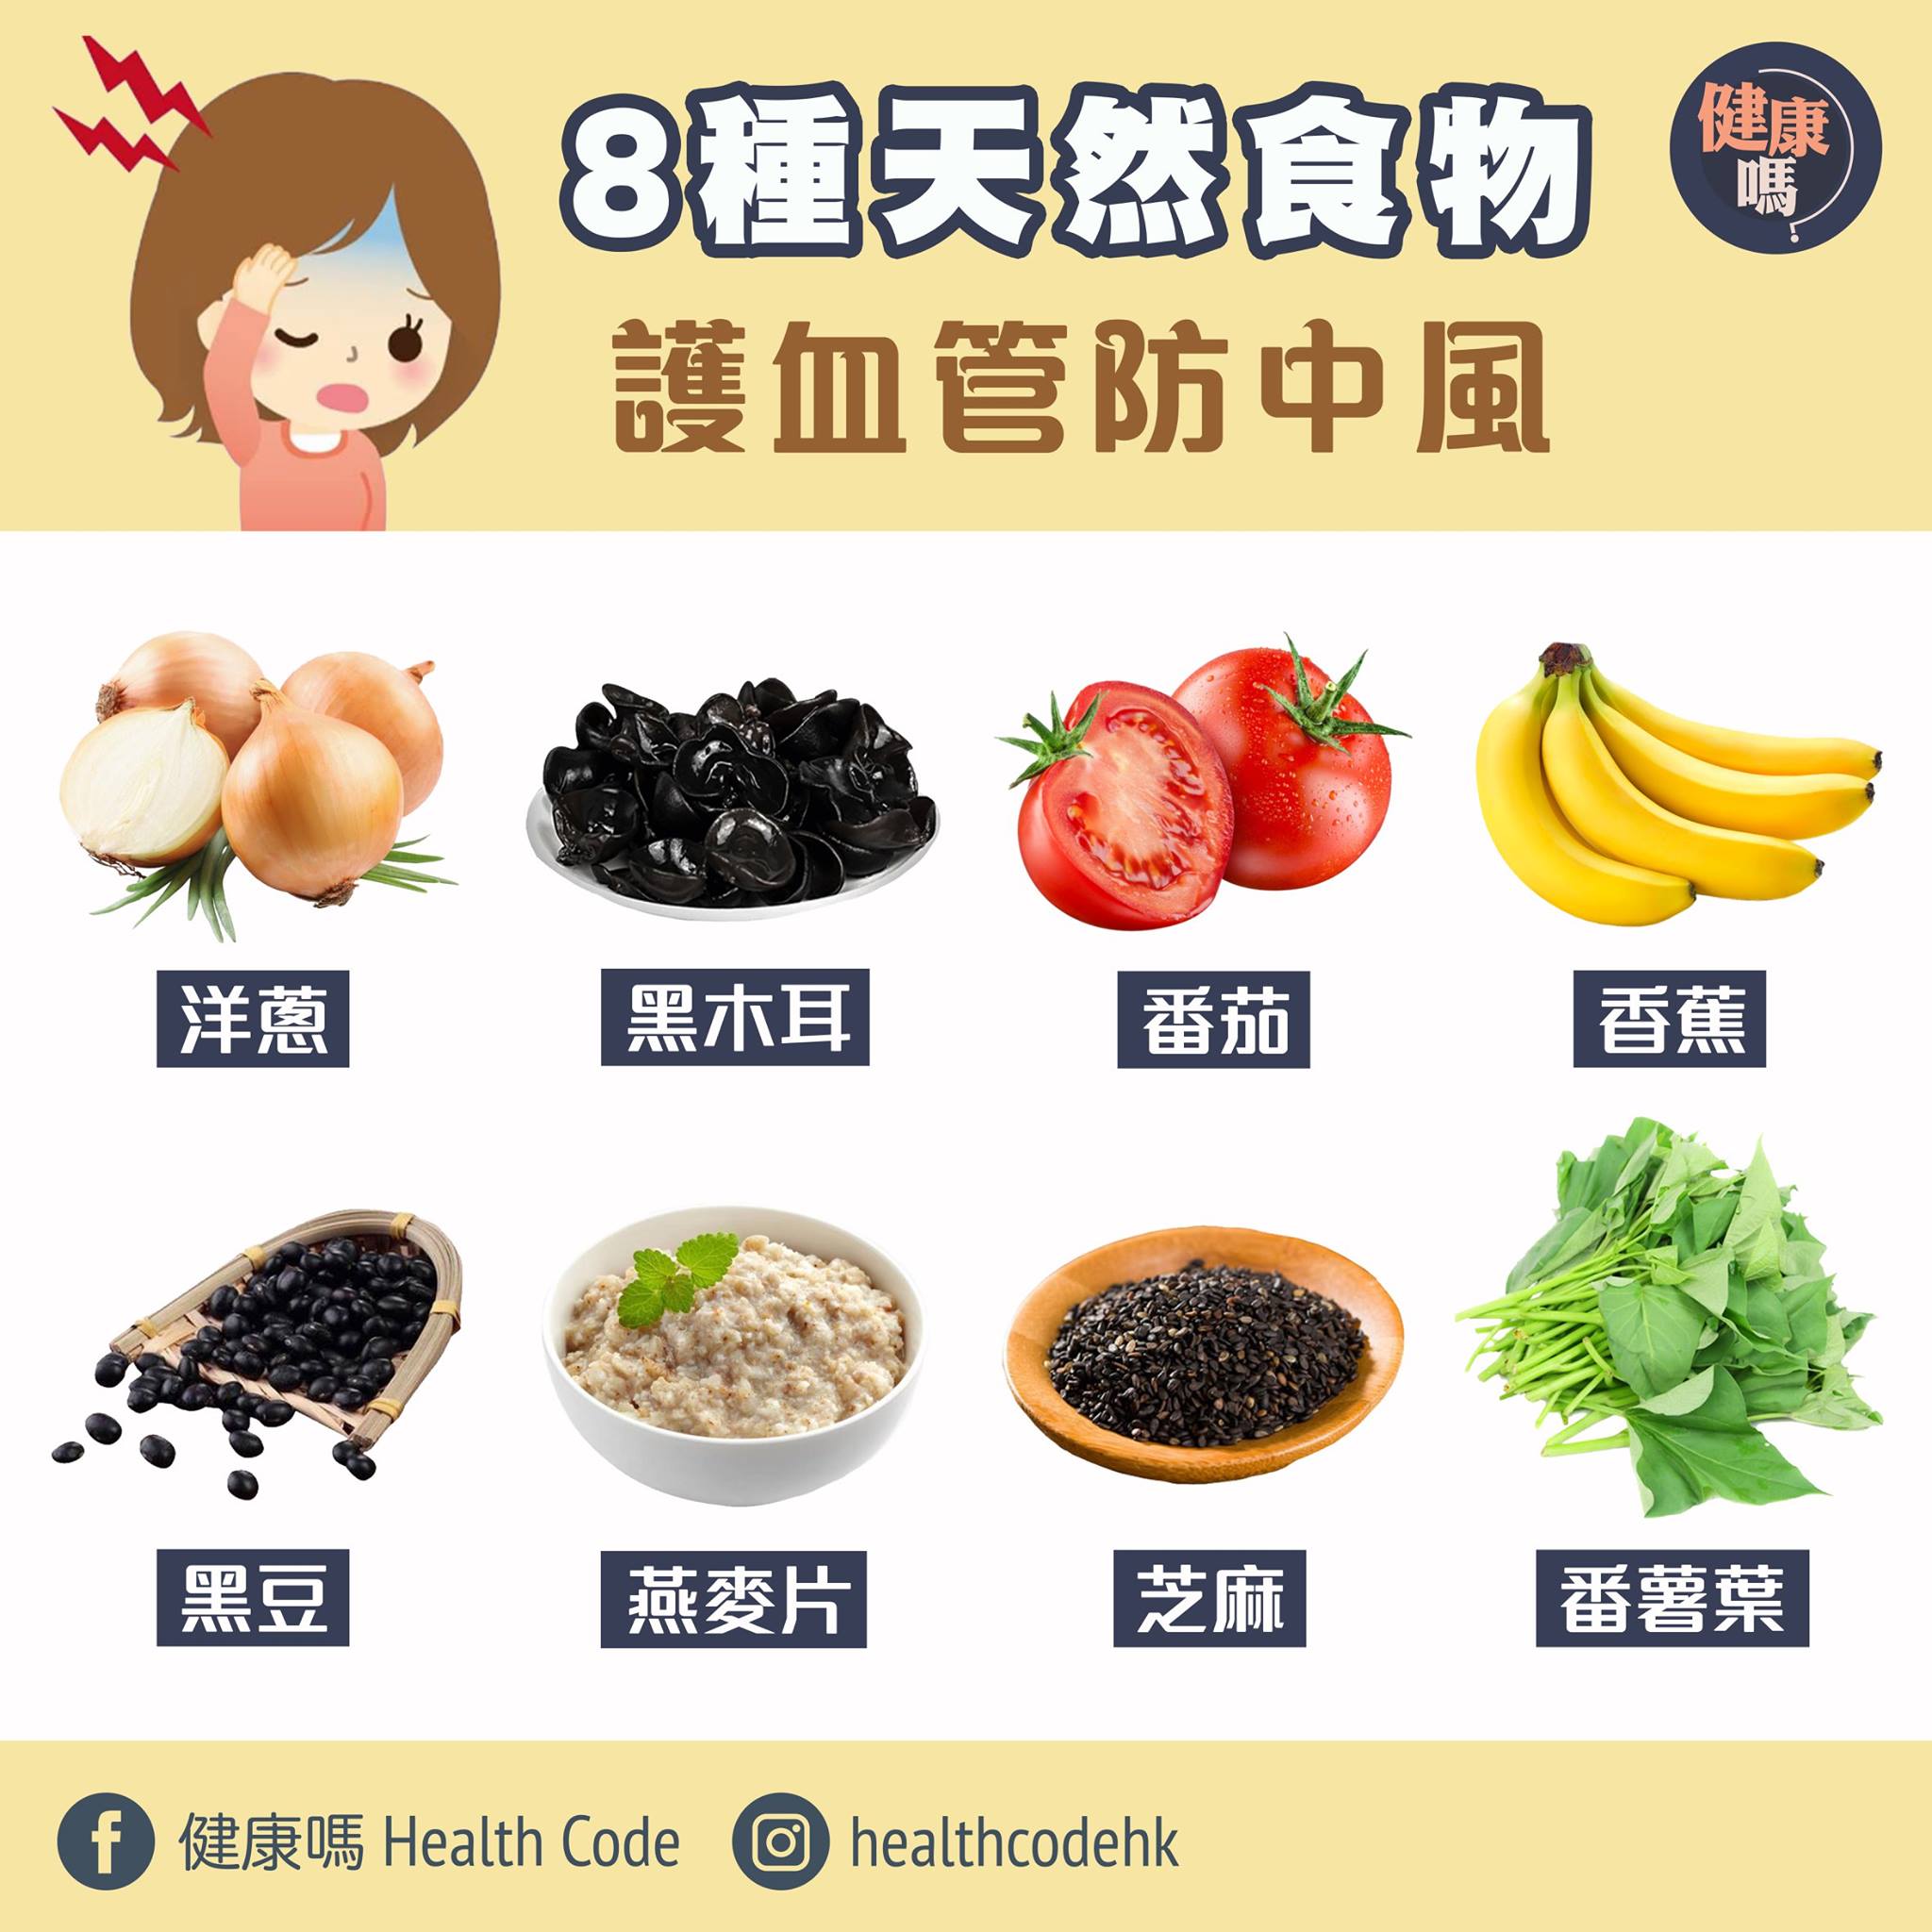 8種天然食物
健康
嗎?
護血管防中風
洋蔥
黑木耳
番茄
香蕉
黑豆
燕麥片
芝麻
番薯葉
健康嗎 Health Code
healthcodehk